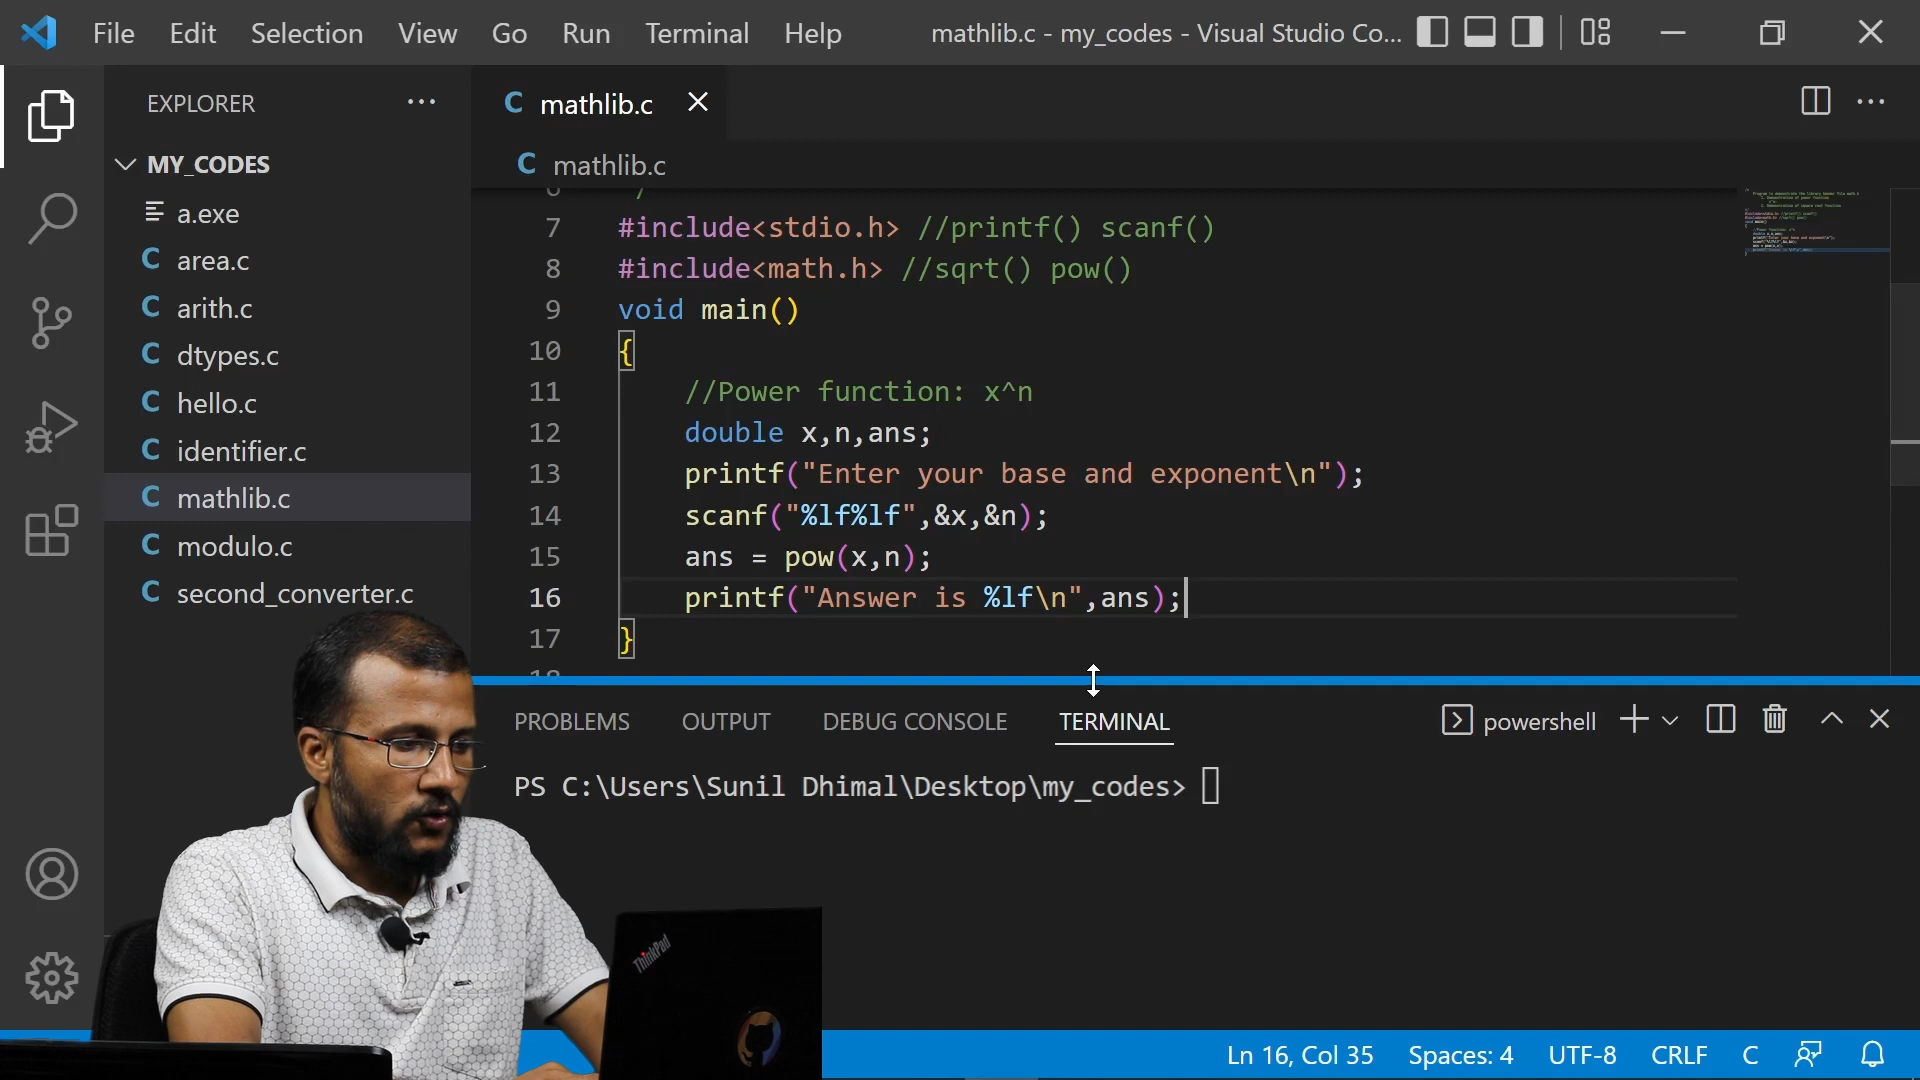 File Edit Selection View Go Run Terminal Help mathlib.c - my_codes - Visual Studio Co...
EXPLORER
MY_CODES
a.exe
C area.c
C arith.c
C dtypes.c
C hello.c
C identifier.c
C mathlib.c
C modulo.c
C second_converter.c
C mathlib.c
C mathlib.c
7 #include<stdio.h> //printf() scanf()
8 #include<math.h> //sqrt() pow()
9 void main()
10 {
11 //Power function: x^n
12 double x,n,ans;
13 printf("Enter your base and exponent\n");
14 scanf("%lf%lf",&x,&n);
15 ans = pow(x,n);
16 printf("Answer is %lf\n",ans);
17 }
PROBLEMS OUTPUT DEBUG CONSOLE TERMINAL powershell
PS C:\Users\Sunil Dhimal\Desktop\my_codes>
ThinkPad
Ln 16, Col 35 Spaces: 4 UTF-8 CRLF C